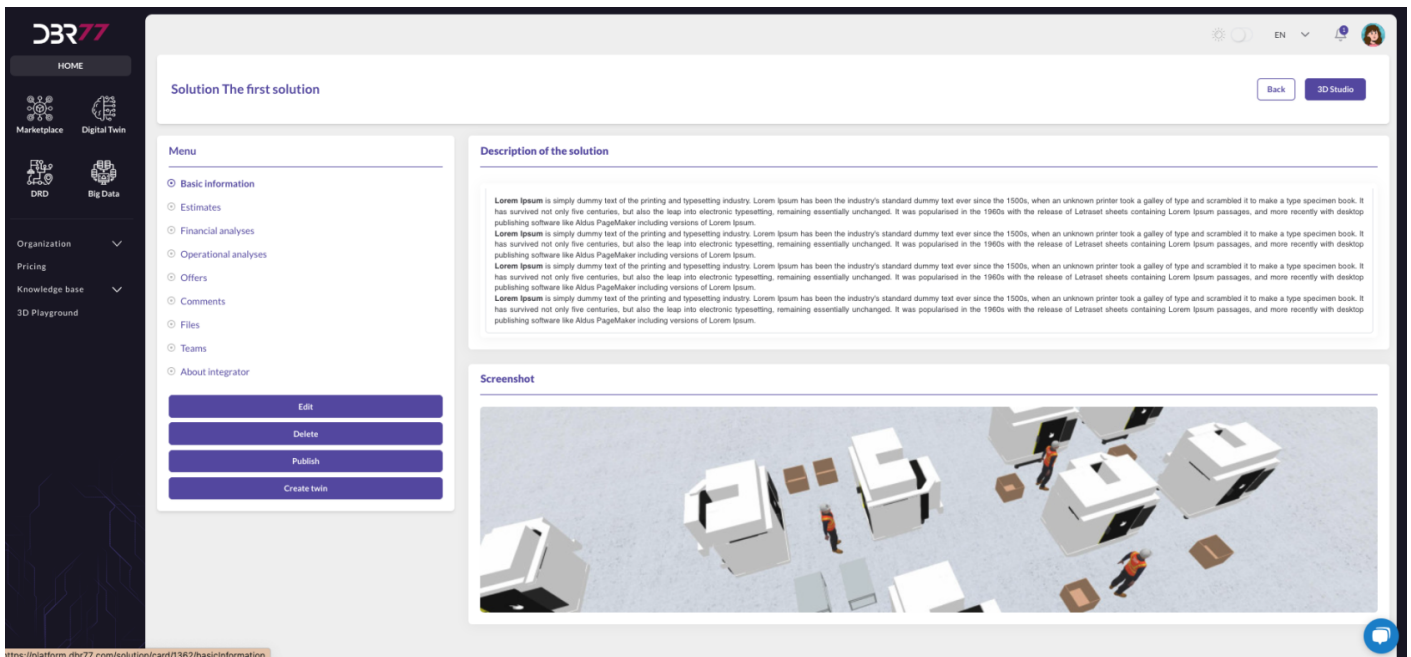 DBR77
HOME
Marketplace
Digital Twin
DRD
Big Data
Organization
Pricing
Knowledge base
3D Playground
EN
Solution The first solution
Back
3D Studio
Menu
Basic information
Estimates
Financial analyses
Operational analyses
Offers
Comments
Files
Teams
About integrator
Edit
Delete
Publish
Create twin
Description of the solution
Lorem Ipsum is simply dummy text of the printing and typesetting industry. Lorem Ipsum has been the industry's standard dummy text ever since the 1500s, when an unknown printer took a galley of type and scrambled it to make a type specimen book. It
has survived not only five centuries, but also the leap into electronic typesetting, remaining essentially unchanged. It was popularised in the 1960s with the release of Letraset sheets containing Lorem Ipsum passages, and more recently with desktop
publishing software like Aldus PageMaker including versions of Lorem Ipsum.
Lorem Ipsum is simply dummy text of the printing and typesetting industry. Lorem Ipsum has been the industry's standard dummy text ever since the 1500s, when an unknown printer took a galley of type and scrambled it to make a type specimen book. It
has survived not only five centuries, but also the leap into electronic typesetting, remaining essentially unchanged. It was popularised in the 1960s with the release of Letraset sheets containing Lorem Ipsum passages, and more recently with desktop
publishing software like Aldus PageMaker including versions of Lorem Ipsum.
Lorem Ipsum is simply dummy text of the printing and typesetting industry. Lorem Ipsum has been the industry's standard dummy text ever since the 1500s, when an unknown printer took a galley of type and scrambled it to make a type specimen book. It
has survived not only five centuries, but also the leap into electronic typesetting, remaining essentially unchanged. It was popularised in the 1960s with the release of Letraset sheets containing Lorem Ipsum passages, and more recently with desktop
publishing software like Aldus PageMaker including versions of Lorem Ipsum.
Lorem Ipsum is simply dummy text of the printing and typesetting industry. Lorem Ipsum has been the industry's standard dummy text ever since the 1500s, when an unknown printer took a galley of type and scrambled it to make a type specimen book. It
has survived not only five centuries, but also the leap into electronic typesetting, remaining essentially unchanged. It was popularised in the 1960s with the release of Letraset sheets containing Lorem Ipsum passages, and more recently with desktop
publishing software like Aldus PageMaker including versions of Lorem Ipsum.
Screenshot
https://platform.dbr77.com/solution/card/1362/basicInformation